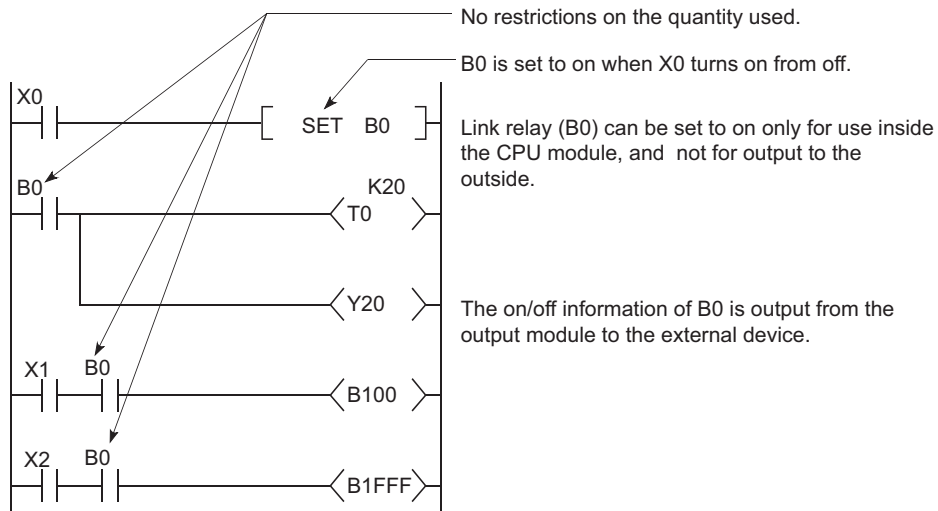 No restrictions on the quantity used.
B0 is set to on when X0 turns on from off.
X0
SET B0
Link relay (B0) can be set to on only for use inside
the CPU module, and not for output to the
outside.
B0
K20
T0
Y20
The on/off information of B0 is output from the
output module to the external device.
X1 B0
B100
X2 B0
B1FFF